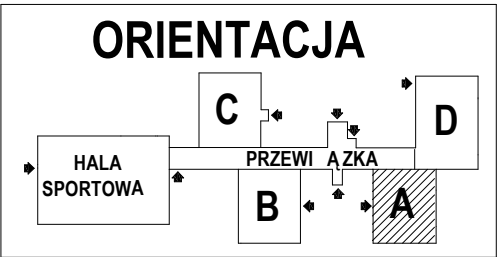 ORIENTACJA
C
D
PRZEWI Ą ZKA
HALA
SPORTOWA
B
A